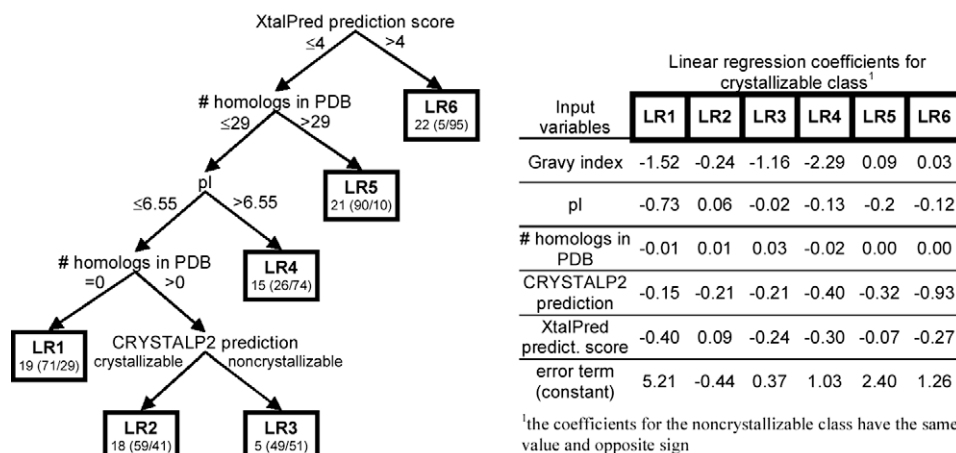 XtalPred prediction score
≤4 >4
# homologs in PDB
≤29 >29
LR6
22 (5/95)
pI
≤6.55 >6.55
LR5
21 (90/10)
# homologs in PDB
=0 >0
LR4
15 (26/74)
LR1
19 (71/29)
CRYSTALP2 prediction
crystallizable noncrystallizable
LR2
18 (59/41)
LR3
5 (49/51)
Linear regression coefficients for
crystallizable class1
Input
variables
LR1 LR2 LR3 LR4 LR5 LR6
Gravy index -1.52 -0.24 -1.16 -2.29 0.09 0.03
pI -0.73 0.06 -0.02 -0.13 -0.2 -0.12
# homologs in
PDB
-0.01 0.01 0.03 -0.02 0.00 0.00
CRYSTALP2
prediction
-0.15 -0.21 -0.21 -0.40 -0.32 -0.93
XtalPred
predict. score
-0.40 0.09 -0.24 -0.30 -0.07 -0.27
error term
(constant)
5.21 -0.44 0.37 1.03 2.40 1.26
1the coefficients for the noncrystallizable class have the same
value and opposite sign